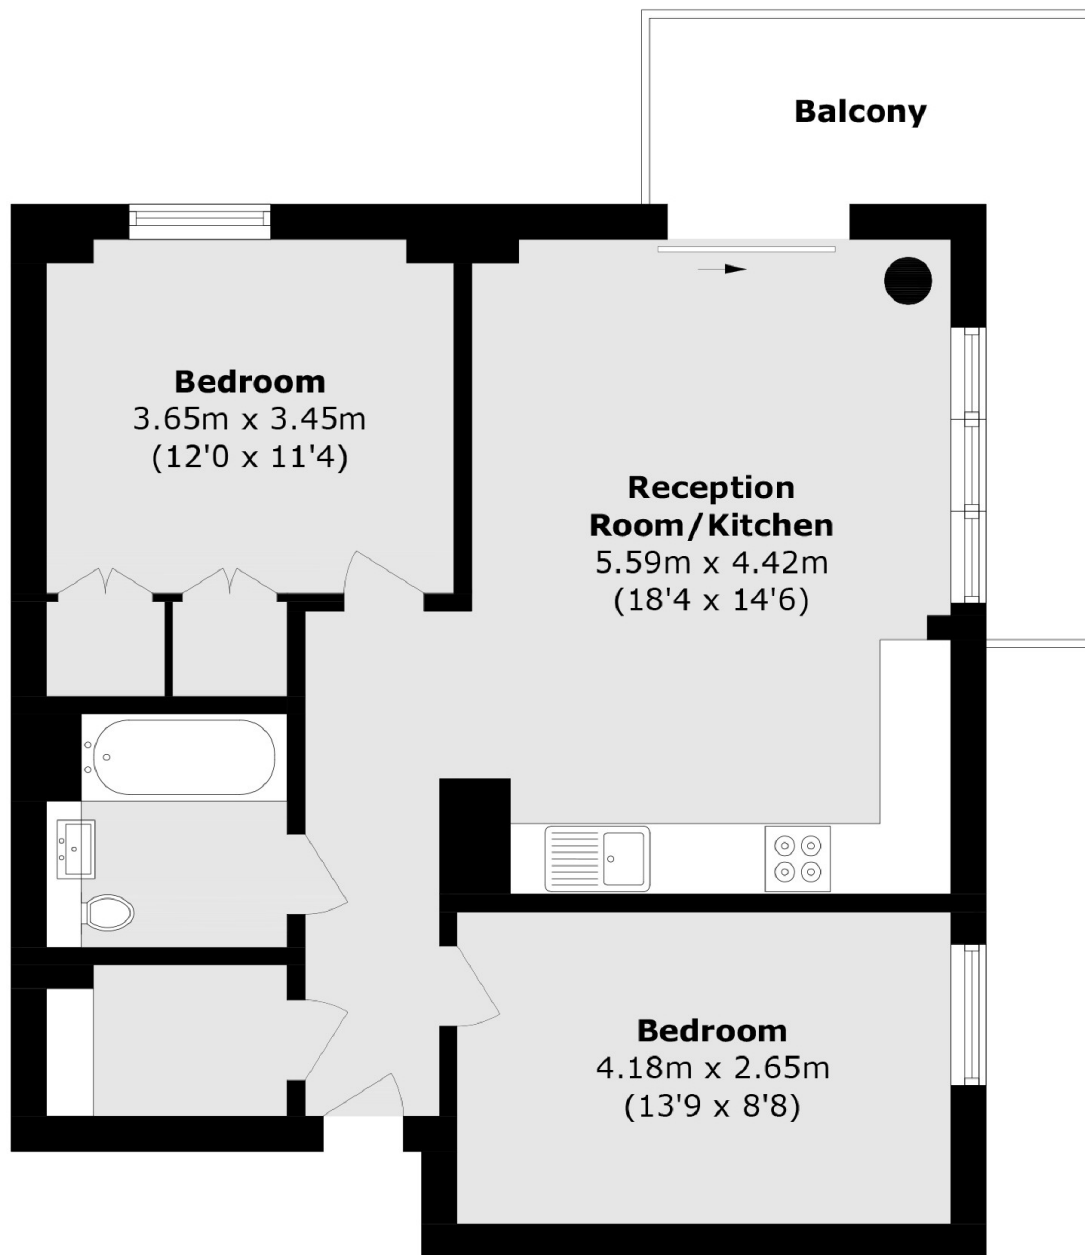 Balcony
Bedroom
3.65m x 3.45m
(12'0 x 11'4)
Reception
Room/Kitchen
5.59m x 4.42m
(18'4 x 14'6)
Bedroom
4.18m x 2.65m
(13'9 x 8'8)